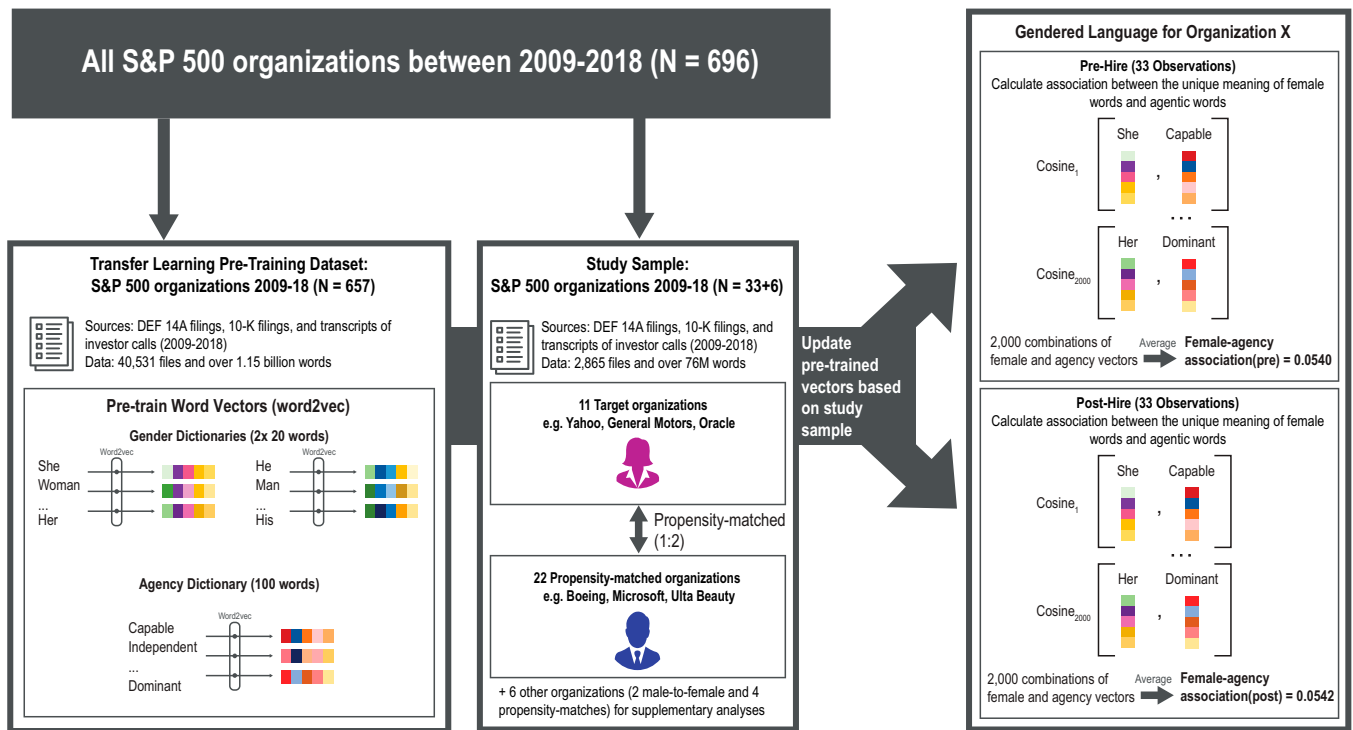 All S&P 500 organizations between 2009-2018 (N = 696)
Transfer Learning Pre-Training Dataset:
S&P 500 organizations 2009-18 (N = 657)
Sources: DEF 14A filings, 10-K filings, and transcripts of
investor calls (2009-2018)
Data: 40,531 files and over 1.15 billion words
Pre-train Word Vectors (word2vec)
Gender Dictionaries (2x 20 words)
Word2vec
She
Woman
...
Her
Word2vec
He
Man
...
His
Agency Dictionary (100 words)
Word2vec
Capable
Independent
...
Dominant
Study Sample:
S&P 500 organizations 2009-18 (N = 33+6)
Sources: DEF 14A filings, 10-K filings, and
transcripts of investor calls (2009-2018)
Data: 2,865 files and over 76M words
11 Target organizations
e.g. Yahoo, General Motors, Oracle
Propensity-matched
(1:2)
22 Propensity-matched organizations
e.g. Boeing, Microsoft, Ulta Beauty
+ 6 other organizations (2 male-to-female and 4
propensity-matches) for supplementary analyses
Update
pre-trained
vectors based
on study
sample
Gendered Language for Organization X
Pre-Hire (33 Observations)
Calculate association between the unique meaning of female
words and agentic words
She Capable
Cosine1 ,
...
Her Dominant
Cosine2000 ,
2,000 combinations of
female and agency vectors
Average
Female-agency
association(pre) = 0.0540
Post-Hire (33 Observations)
Calculate association between the unique meaning of female
words and agentic words
She Capable
Cosine1 ,
...
Her Dominant
Cosine2000 ,
2,000 combinations of
female and agency vectors
Average
Female-agency
association(post) = 0.0542